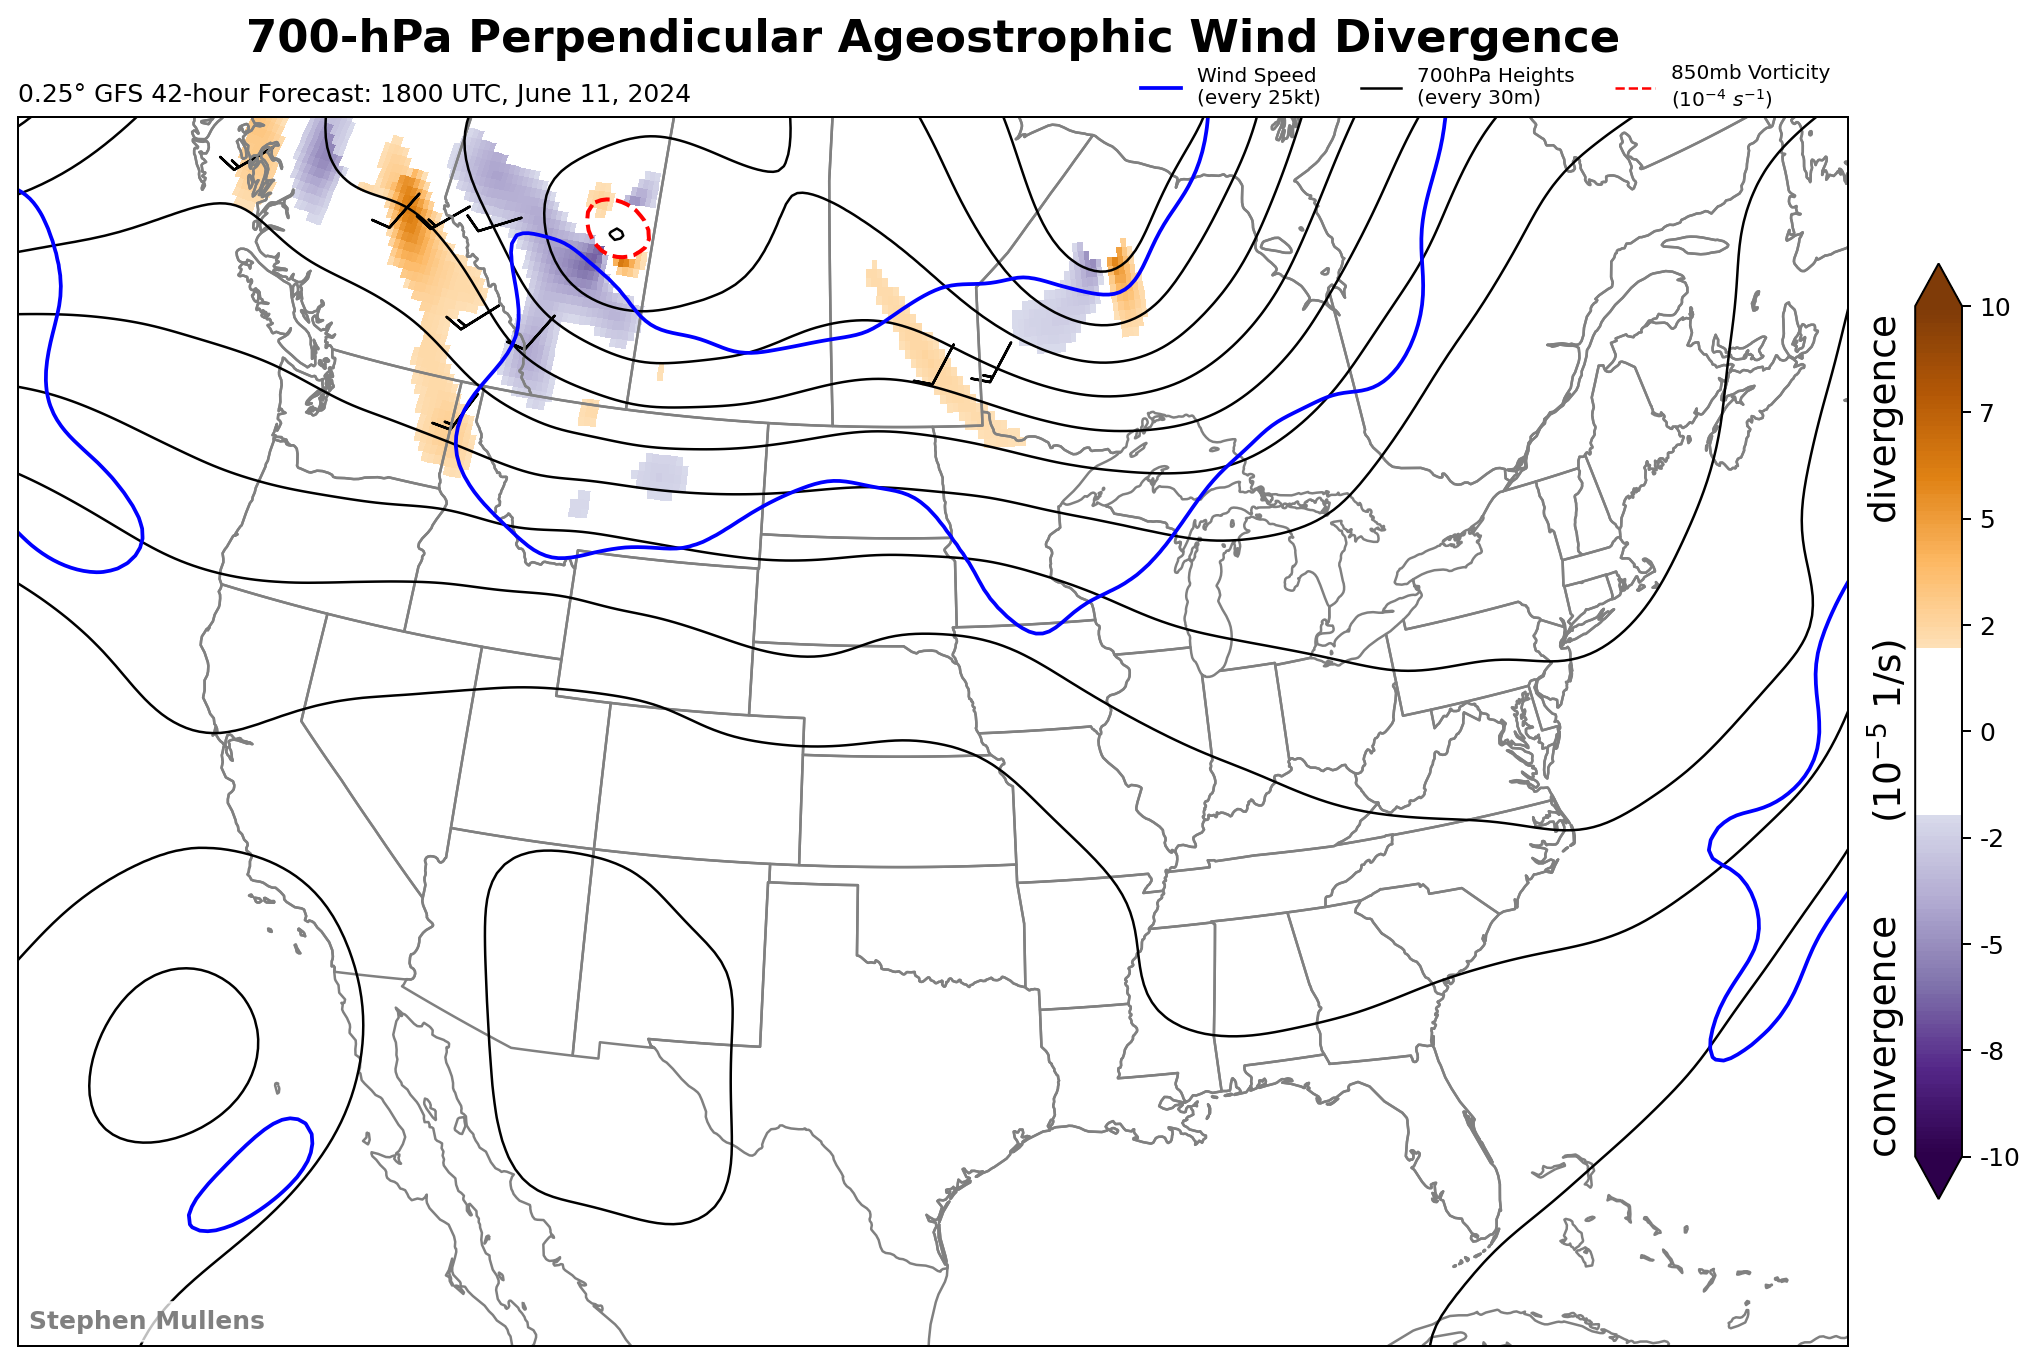 700-hPa Perpendicular Ageostrophic Wind Divergence
0.25° GFS 42-hour Forecast: 1800 UTC, June 11, 2024
Wind Speed
(every 25kt)
700hPa Heights
(every 30m)
850mb Vorticity
(10⁻⁴ s⁻¹)
10
7
5
2
0
-2
-5
-8
-10
convergence (10⁻⁵ 1/s) divergence
Stephen Mullens